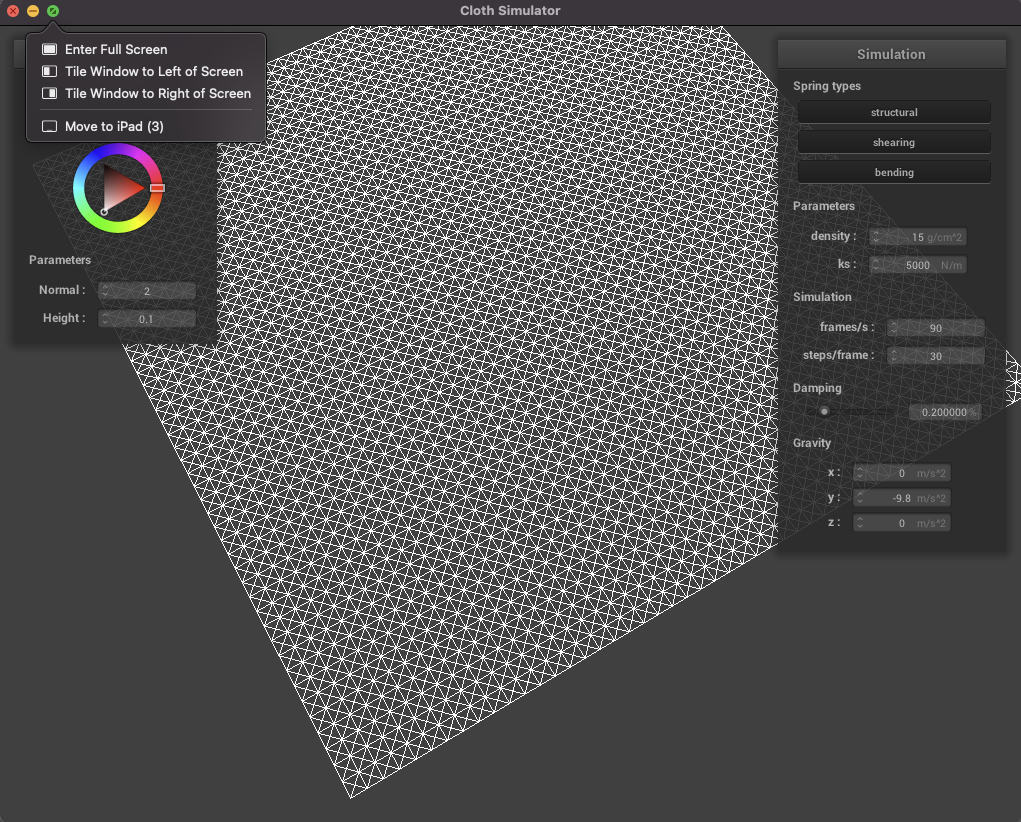 Cloth Simulator
Enter Full Screen
Tile Window to Left of Screen
Tile Window to Right of Screen
Move to iPad (3)
Parameters
Normal : 2
Height : 0.1
Simulation
Spring types
structural
shearing
bending
Parameters
density : 15 g/cm^2
ks : 5000 N/m
Simulation
frames/s : 90
steps/frame : 30
Damping
0.200000 %
Gravity
x : 0 m/s^2
y : -9.8 m/s^2
z : 0 m/s^2